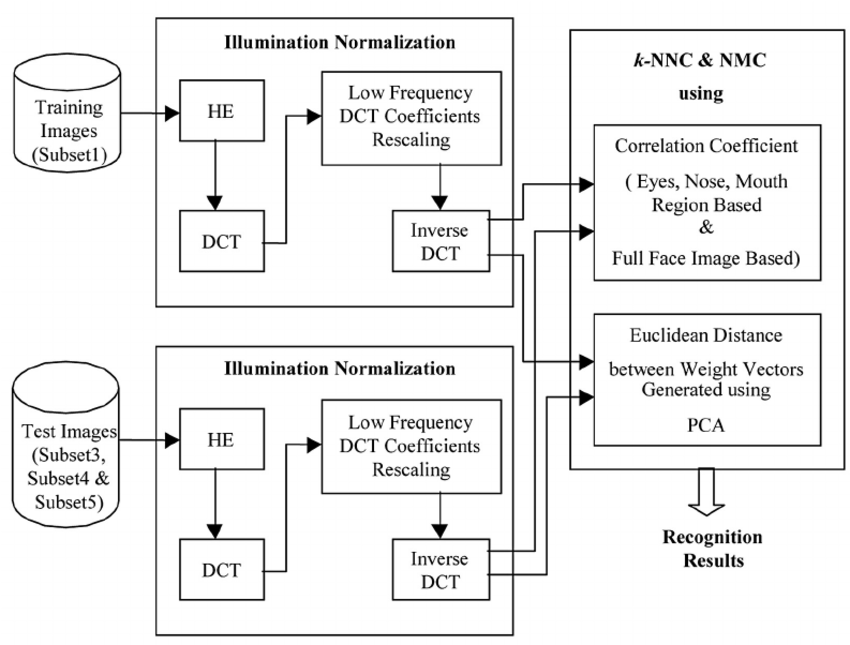 Training
Images
(Subset1)
Illumination Normalization
HE
DCT
Low Frequency
DCT Coefficients
Rescaling
Inverse
DCT
Test Images
(Subset3,
Subset4 &
Subset5)
Illumination Normalization
HE
DCT
Low Frequency
DCT Coefficients
Rescaling
Inverse
DCT
k-NNC & NMC
using
Correlation Coefficient
( Eyes, Nose, Mouth
Region Based
&
Full Face Image Based)
Euclidean Distance
between Weight Vectors
Generated using
PCA
Recognition
Results